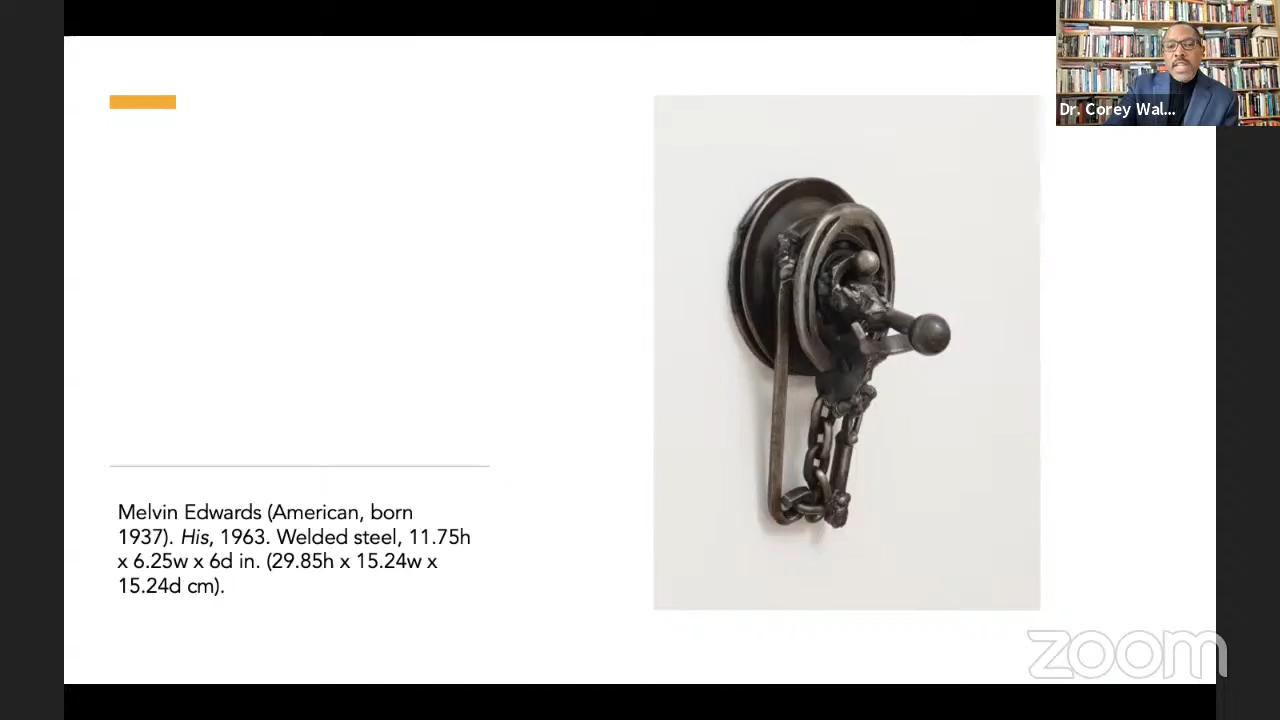 Dr. Corey Wal...
Melvin Edwards (American, born
1937). His, 1963. Welded steel, 11.75h
x 6.25w x 6d in. (29.85h x 15.24w x
15.24d cm).
zoom